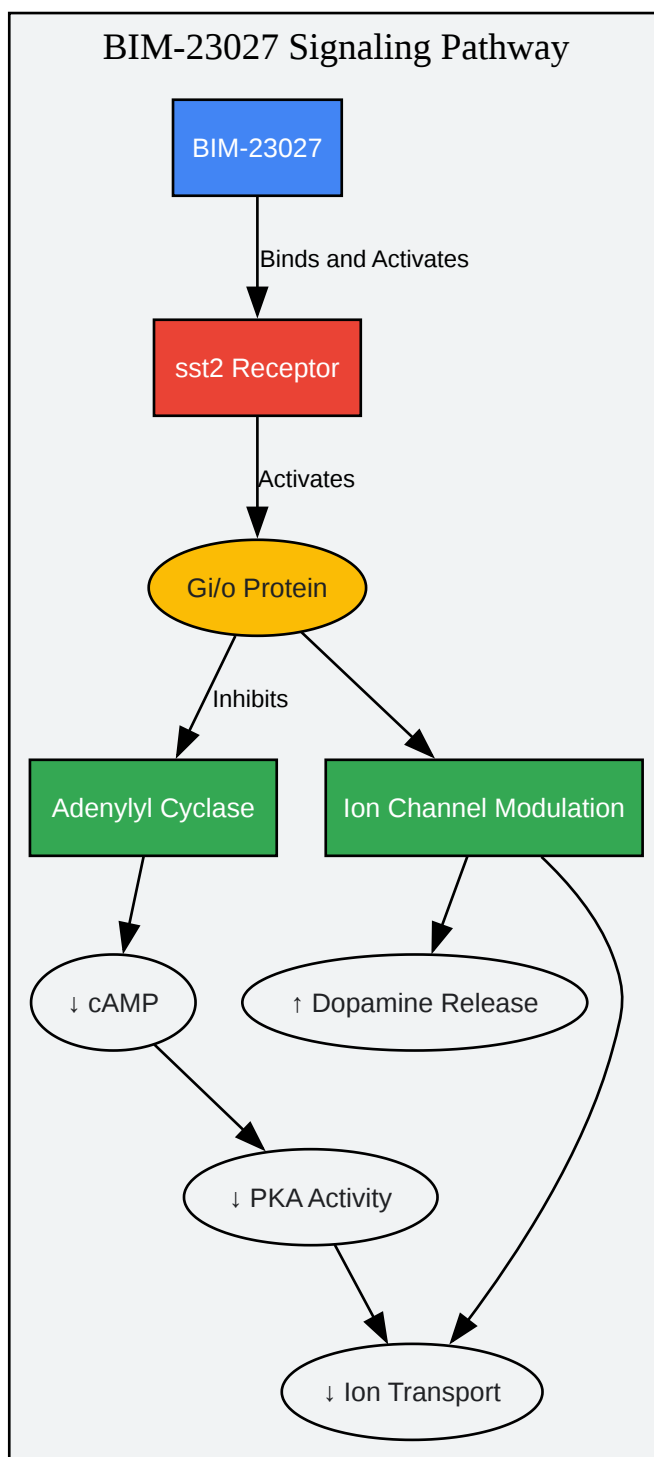 BIM-23027 Signaling Pathway
BIM-23027
Binds and Activates
sst2 Receptor
Activates
Gi/o Protein
Inhibits
Adenylyl Cyclase
Ion Channel Modulation
↓ cAMP
↑ Dopamine Release
↓ PKA Activity
↓ Ion Transport